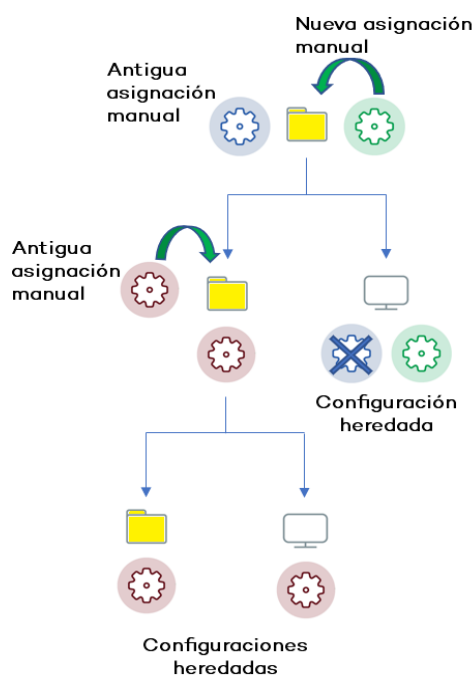 Nueva asignación
manual
Antigua
asignación
manual
Antigua
asignación
manual
Configuración
heredada
Configuraciones
heredadas